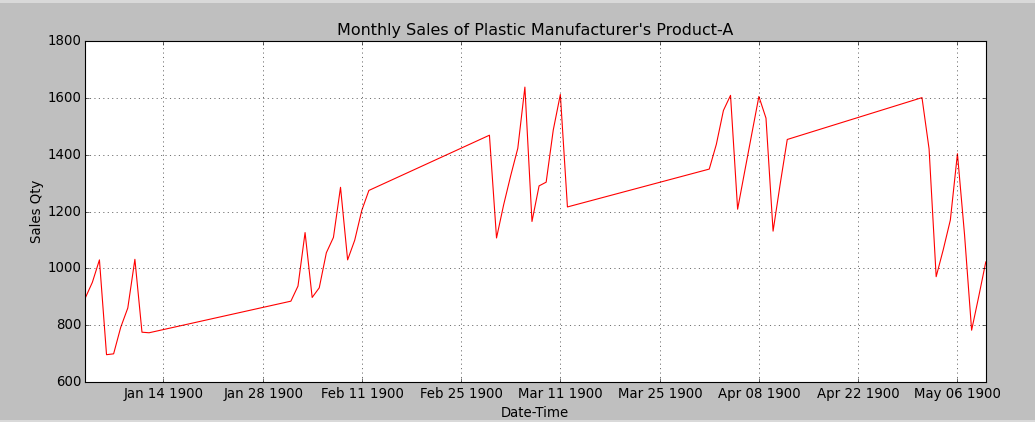 Monthly Sales of Plastic Manufacturer's Product-A
1800
1600
1400
1200
1000
800
600
Sales Qty
Jan 14 1900 Jan 28 1900 Feb 11 1900 Feb 25 1900 Mar 11 1900 Mar 25 1900 Apr 08 1900 Apr 22 1900 May 06 1900
Date-Time